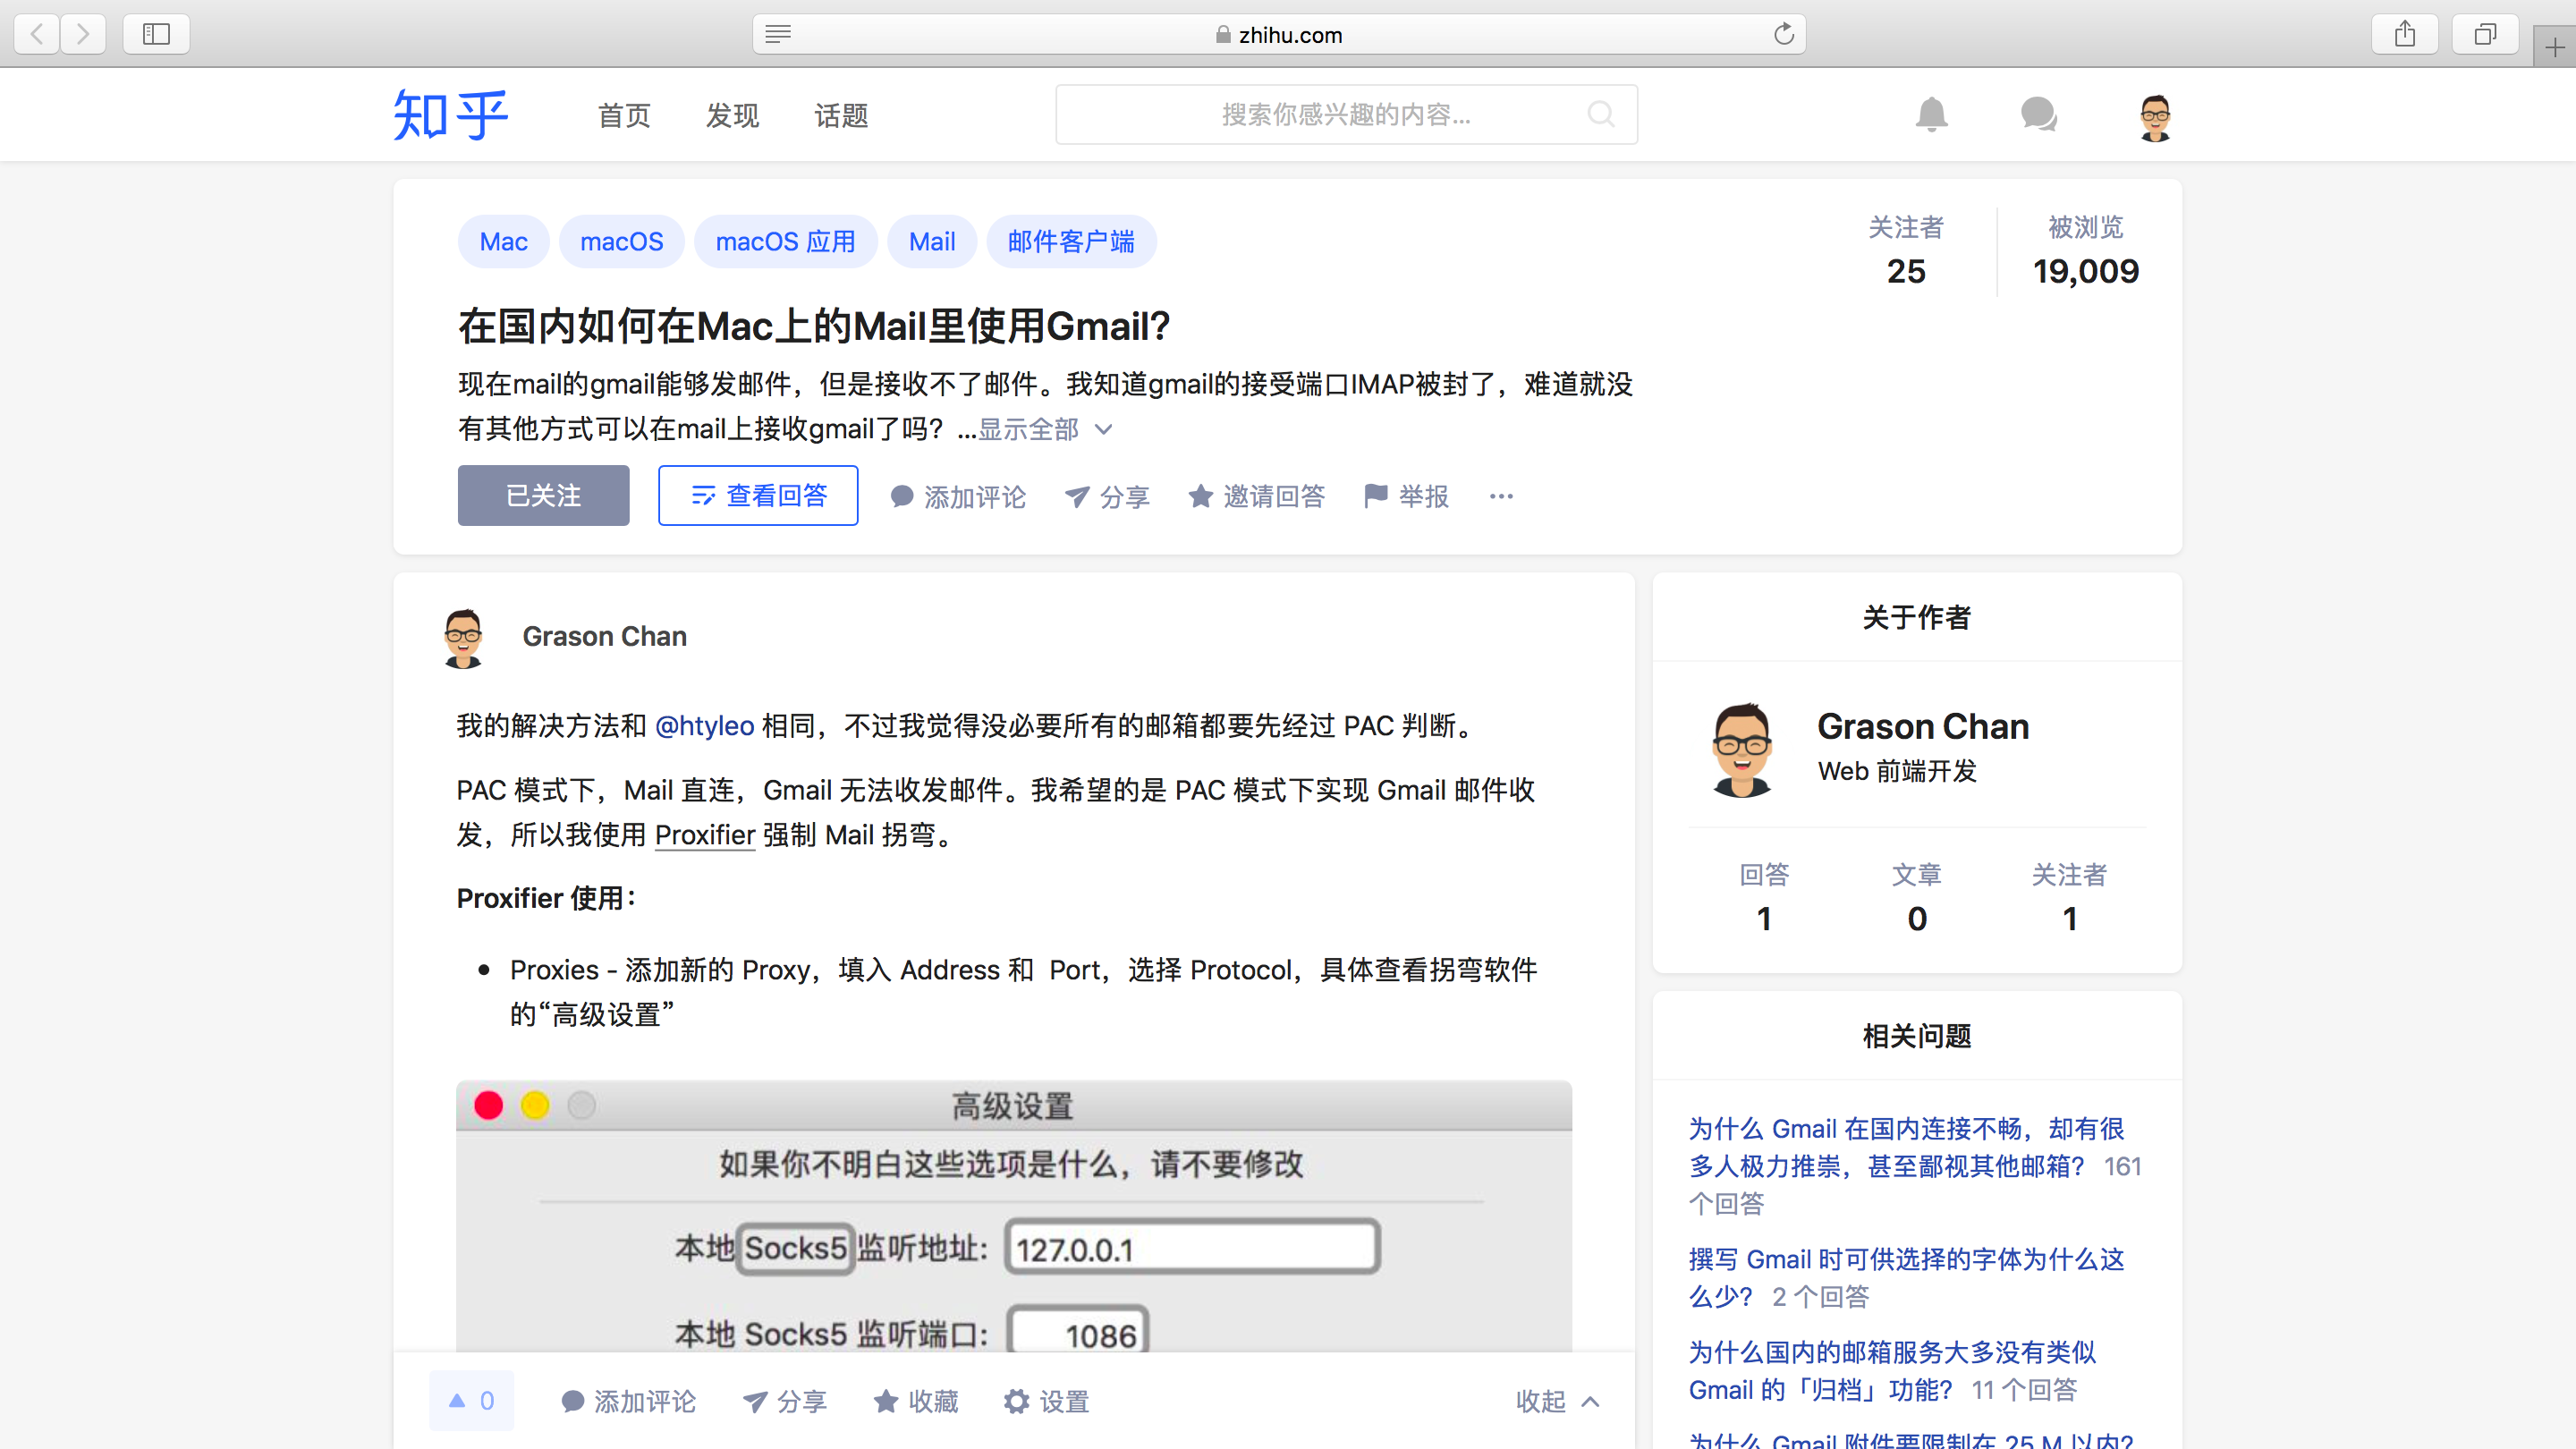 zhihu.com
知乎
首页
发现
话题
搜索你感兴趣的内容...
Mac
macOS
macOS 应用
Mail
邮件客户端
关注者
25
被浏览
19,009
在国内如何在Mac上的Mail里使用Gmail?
现在mail的gmail能够发邮件，但是接收不了邮件。我知道gmail的接受端口IMAP被封了，难道就没
有其他方式可以在mail上接收gmail了吗？ ...显示全部
已关注
查看回答
添加评论
分享
邀请回答
举报
Grason Chan
我的解决方法和 @htyleo 相同，不过我觉得没必要所有的邮箱都要先经过 PAC 判断。
PAC 模式下，Mail 直连，Gmail 无法收发邮件。我希望的是 PAC 模式下实现 Gmail 邮件收
发，所以我使用 Proxifier 强制 Mail 拐弯。
Proxifier 使用：
Proxies - 添加新的 Proxy，填入 Address 和 Port，选择 Protocol，具体查看拐弯软件
的“高级设置”
高级设置
如果你不明白这些选项是什么，请不要修改
本地 Socks5 监听地址: 127.0.0.1
本地 Socks5 监听端口: 1086
0
添加评论
分享
收藏
设置
收起
关于作者
Grason Chan
Web 前端开发
回答
1
文章
0
关注者
1
相关问题
为什么 Gmail 在国内连接不畅，却有很
多人极力推崇，甚至鄙视其他邮箱？ 161
个回答
撰写 Gmail 时可供选择的字体为什么这
么少？ 2 个回答
为什么国内的邮箱服务大多没有类似
Gmail 的「归档」功能？ 11 个回答
为什么 Gmail 附件要限制在 25 M 以内？